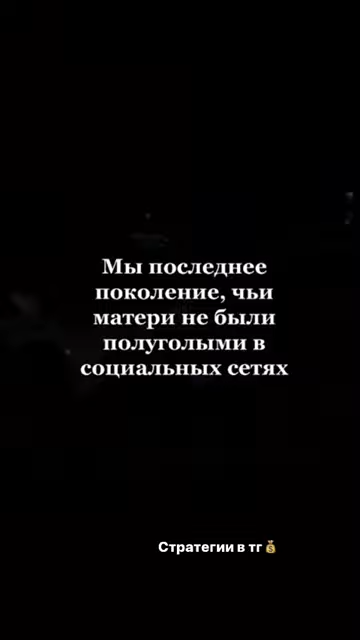 Мы последнее
поколение, чьи
матери не были
полуголыми в
социальных сетях
Стратегии в тг💰